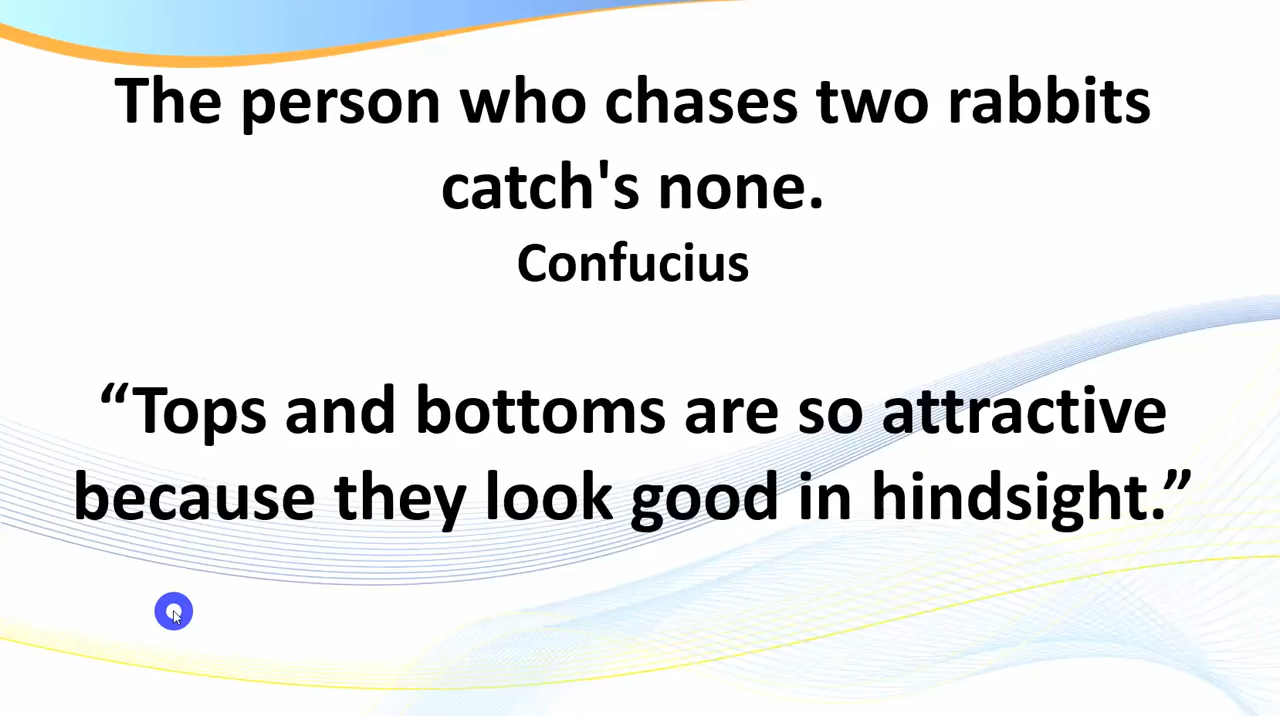 The person who chases two rabbits
catch's none.
Confucius
“Tops and bottoms are so attractive
because they look good in hindsight.”